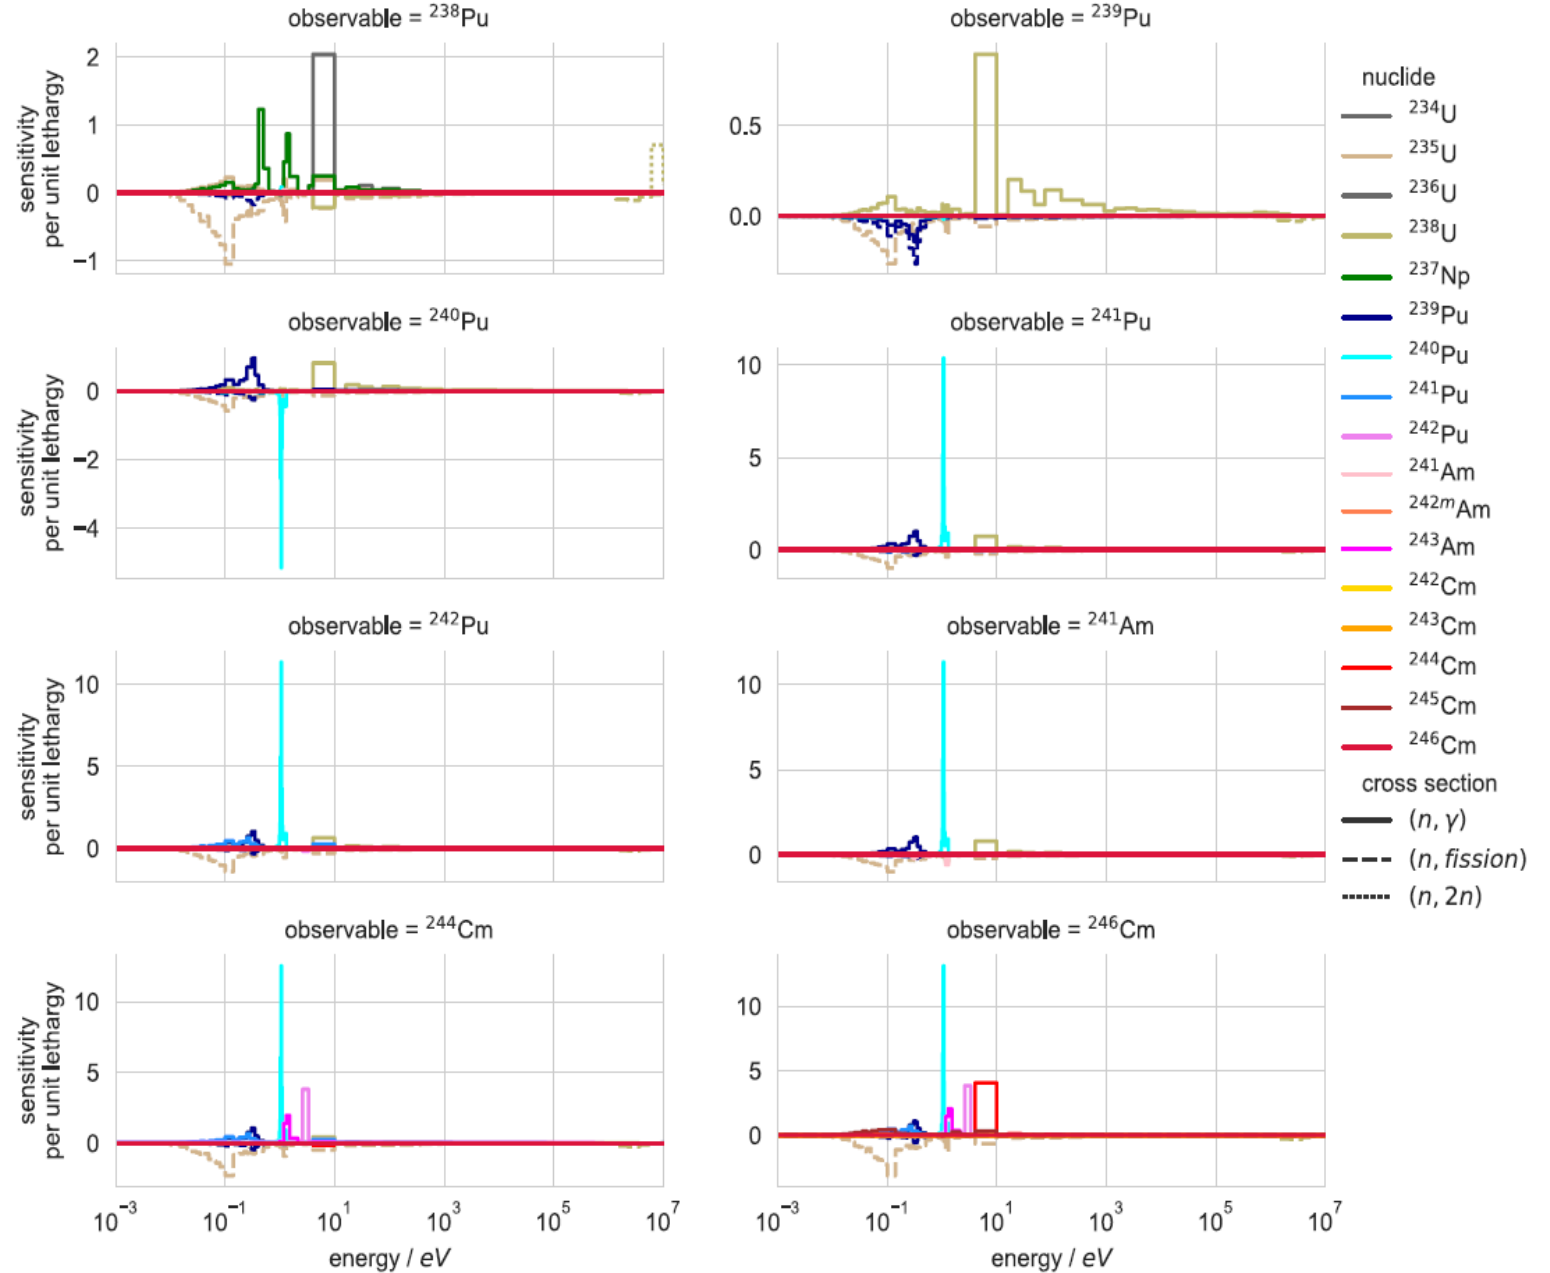 observable = ²³⁸Pu
2
1
0
−1
sensitivity
per unit lethargy
observable = ²³⁹Pu
0.5
0.0
observable = ²⁴⁰Pu
0
−2
−4
sensitivity
per unit lethargy
observable = ²⁴¹Pu
10
5
0
observable = ²⁴²Pu
10
5
0
sensitivity
per unit lethargy
observable = ²⁴¹Am
10
5
0
observable = ²⁴⁴Cm
10
5
0
sensitivity
per unit lethargy
10⁻³ 10⁻¹ 10¹ 10³ 10⁵ 10⁷
energy / eV
observable = ²⁴⁶Cm
10
5
0
10⁻³ 10⁻¹ 10¹ 10³ 10⁵ 10⁷
energy / eV
nuclide
²³⁴U
²³⁵U
²³⁶U
²³⁸U
²³⁷Np
²³⁹Pu
²⁴⁰Pu
²⁴¹Pu
²⁴²Pu
²⁴¹Am
²⁴²ᵐAm
²⁴³Am
²⁴²Cm
²⁴³Cm
²⁴⁴Cm
²⁴⁵Cm
²⁴⁶Cm
cross section
(n, γ)
(n, fission)
(n, 2n)